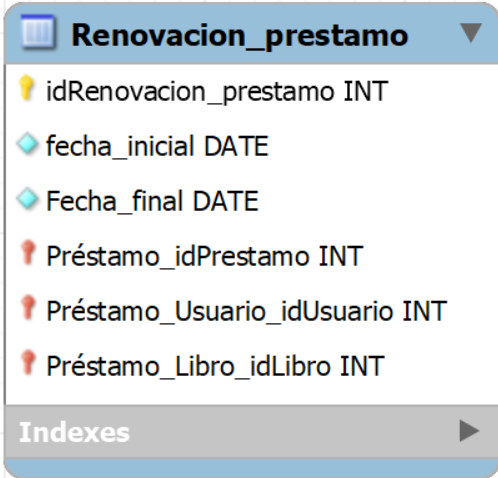 Renovacion_prestamo
idRenovacion_prestamo INT
fecha_inicial DATE
Fecha_final DATE
Préstamo_idPrestamo INT
Préstamo_Usuario_idUsuario INT
Préstamo_Libro_idLibro INT
Indexes